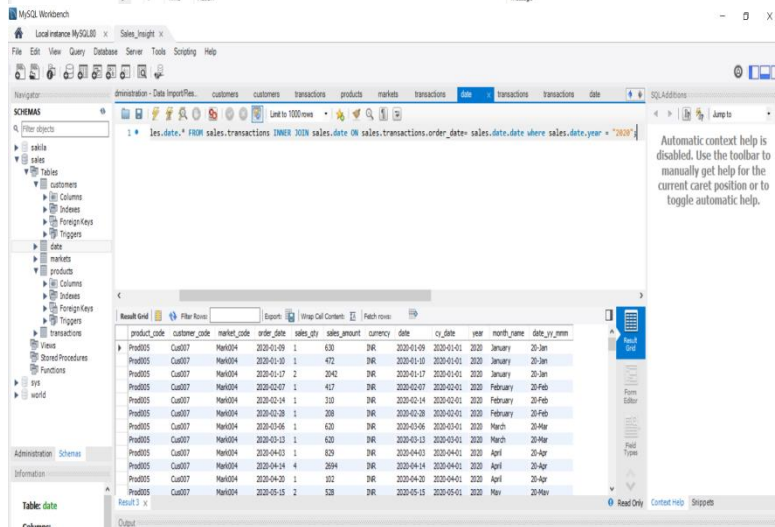 MySQL Workbench
Local instance MySQL80 x Sales_Insight x
File Edit View Query Database Server Tools Scripting Help
Navigator
SCHEMAS
Filter objects
sakila
sales
Tables
customers
Columns
Indexes
Foreign Keys
Triggers
date
markets
products
Columns
Indexes
Foreign Keys
Triggers
transactions
Views
Stored Procedures
Functions
sys
world
Administration Schemas
Information
Table: date
Columns:
dministration - Data Import/Res... customers customers transactions products markets transactions date x transactions transactions date
Limit to 1000 rows
1 les.date.* FROM sales.transactions INNER JOIN sales.date ON sales.transactions.order_date= sales.date.date where sales.date.year = "2020";
Result Grid Filter Rows: Export: Wrap Cell Content: Fetch rows:
product_code customer_code market_code order_date sales_qty sales_amount currency date cy_date year month_name date_yy_mmm
Prod005 Cus007 Mark004 2020-01-09 1 630 INR 2020-01-09 2020-01-01 2020 January 20-Jan
Prod005 Cus007 Mark004 2020-01-10 1 472 INR 2020-01-10 2020-01-01 2020 January 20-Jan
Prod005 Cus007 Mark004 2020-01-17 2 2042 INR 2020-01-17 2020-01-01 2020 January 20-Jan
Prod005 Cus007 Mark004 2020-02-07 1 417 INR 2020-02-07 2020-02-01 2020 February 20-Feb
Prod005 Cus007 Mark004 2020-02-14 1 310 INR 2020-02-14 2020-02-01 2020 February 20-Feb
Prod005 Cus007 Mark004 2020-02-28 1 208 INR 2020-02-28 2020-02-01 2020 February 20-Feb
Prod005 Cus007 Mark004 2020-03-06 1 620 INR 2020-03-06 2020-03-01 2020 March 20-Mar
Prod005 Cus007 Mark004 2020-03-13 1 620 INR 2020-03-13 2020-03-01 2020 March 20-Mar
Prod005 Cus007 Mark004 2020-04-03 1 829 INR 2020-04-03 2020-04-01 2020 April 20-Apr
Prod005 Cus007 Mark004 2020-04-14 4 2694 INR 2020-04-14 2020-04-01 2020 April 20-Apr
Prod005 Cus007 Mark004 2020-04-20 1 102 INR 2020-04-20 2020-04-01 2020 April 20-Apr
Prod005 Cus007 Mark004 2020-05-15 2 528 INR 2020-05-15 2020-05-01 2020 May 20-May
Result 3 x
Read Only
Output
Result Grid
Form Editor
Field Types
SQLAdditions
Jump to
Automatic context help is
disabled. Use the toolbar to
manually get help for the
current caret position or to
toggle automatic help.
Context Help Snippets